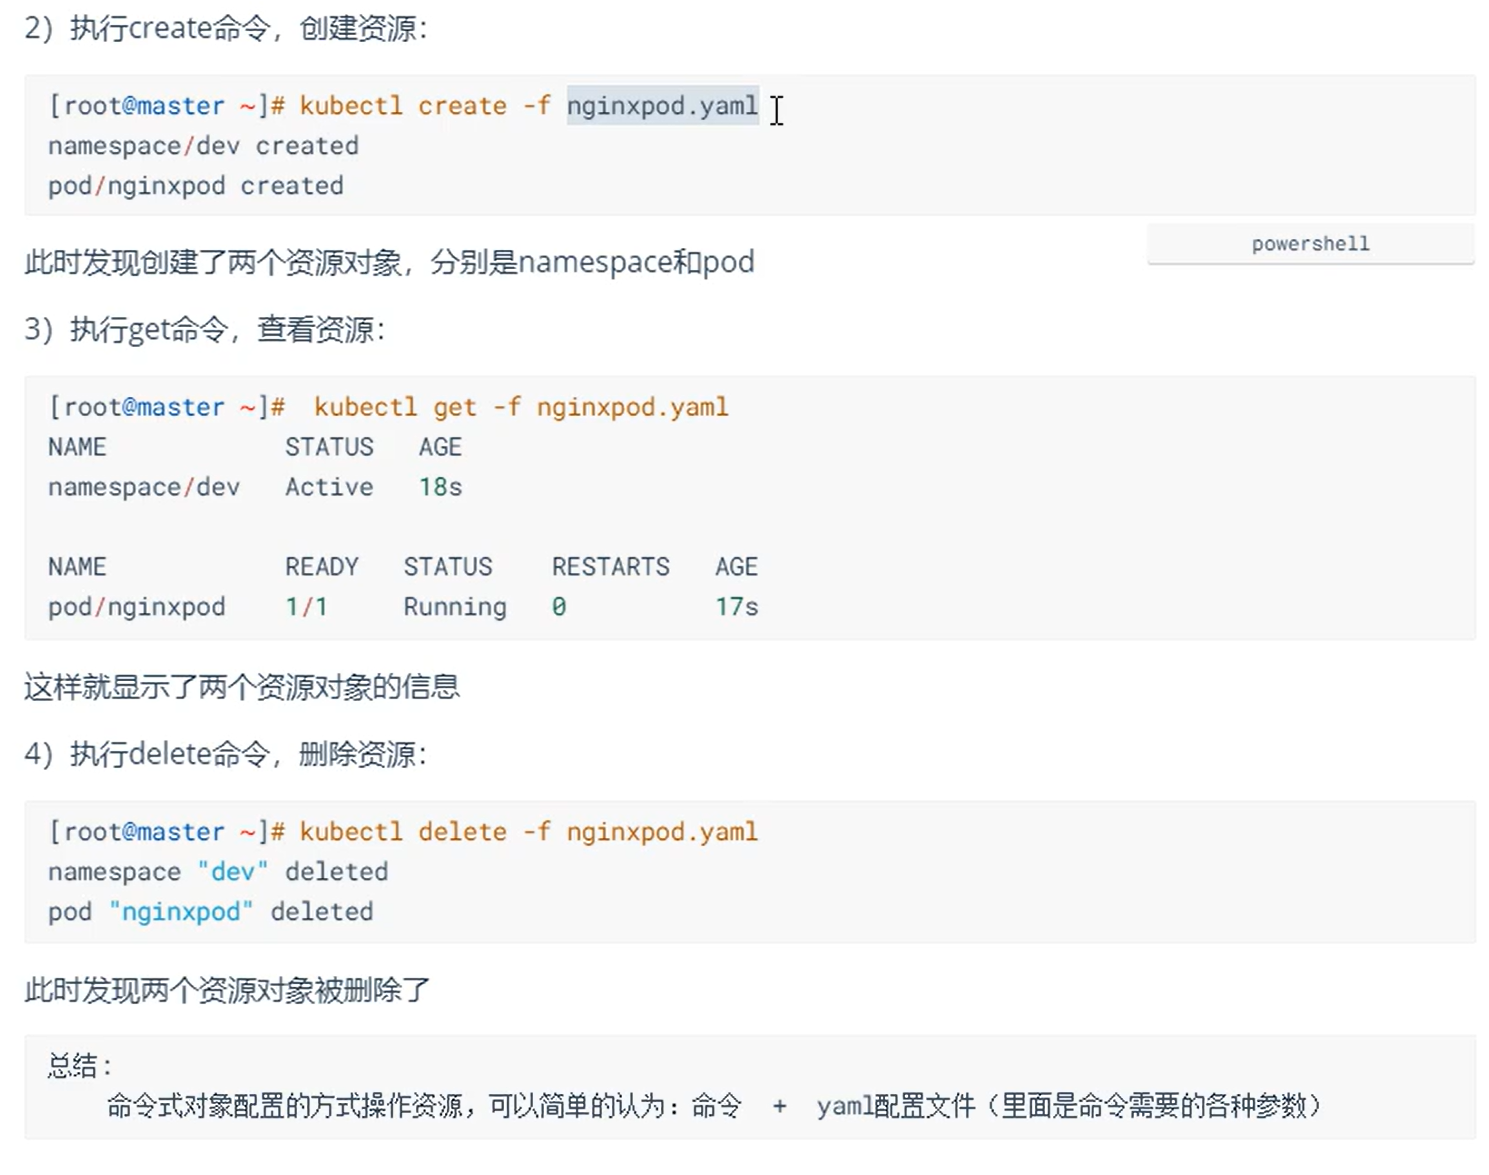 2）执行create命令，创建资源：
[root@master ~]# kubectl create -f nginxpod.yaml
namespace/dev created
pod/nginxpod created
powershell
此时发现创建了两个资源对象，分别是namespace和pod
3）执行get命令，查看资源：
[root@master ~]#  kubectl get -f nginxpod.yaml
NAME            STATUS   AGE
namespace/dev   Active   18s
NAME            READY   STATUS    RESTARTS   AGE
pod/nginxpod    1/1     Running   0          17s
这样就显示了两个资源对象的信息
4）执行delete命令，删除资源：
[root@master ~]# kubectl delete -f nginxpod.yaml
namespace "dev" deleted
pod "nginxpod" deleted
此时发现两个资源对象被删除了
总结：
命令式对象配置的方式操作资源，可以简单的认为：命令  +  yaml配置文件（里面是命令需要的各种参数）